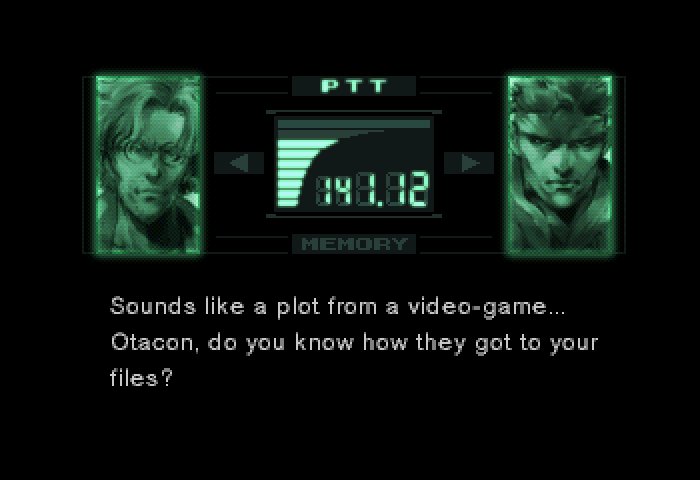 PTT
141.12
MEMORY
Sounds like a plot from a video-game...
Otacon, do you know how they got to your
files?